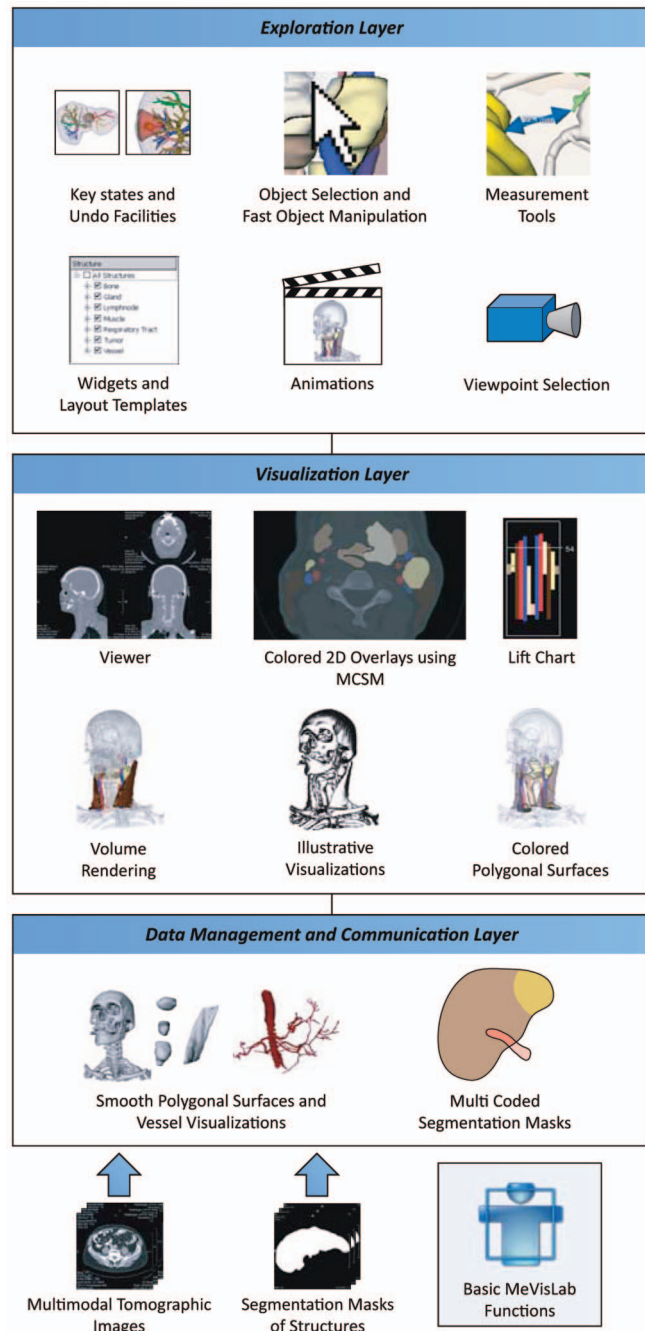 Exploration Layer
Key states and
Undo Facilities
Object Selection and
Fast Object Manipulation
Measurement
Tools
Structure
All Structures
Bone
Gland
Lymphnode
Muscle
Respiratory Tract
Tumor
Vessel
Widgets and
Layout Templates
Animations
Viewpoint Selection
Visualization Layer
54
Viewer
Colored 2D Overlays using
MCSM
Lift Chart
Volume
Rendering
Illustrative
Visualizations
Colored
Polygonal Surfaces
Data Management and Communication Layer
Smooth Polygonal Surfaces and
Vessel Visualizations
Multi Coded
Segmentation Masks
Multimodal Tomographic
Images
Segmentation Masks
of Structures
Basic MeVisLab
Functions